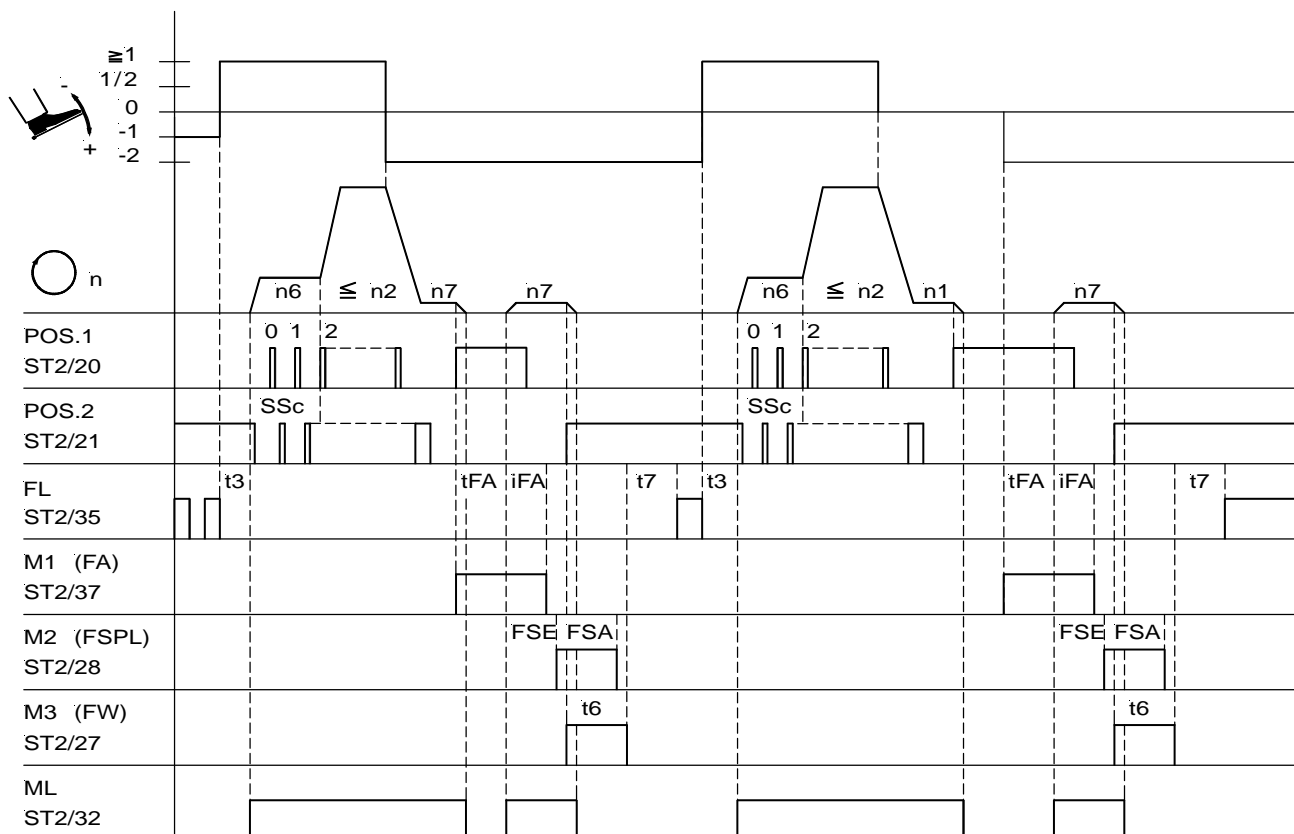 ≧1
1/2
-
0
-1
+
-2
n
n6 ≦ n2 n7 n7 n6 ≦ n2 n1 n7
POS.1
ST2/20
0 1 2 0 1 2
POS.2
ST2/21
SSc SSc
FL
ST2/35
t3 tFA iFA t7 t3 tFA iFA t7
M1 (FA)
ST2/37
M2 (FSPL)
ST2/28
FSE FSA FSE FSA
M3 (FW)
ST2/27
t6 t6
ML
ST2/32